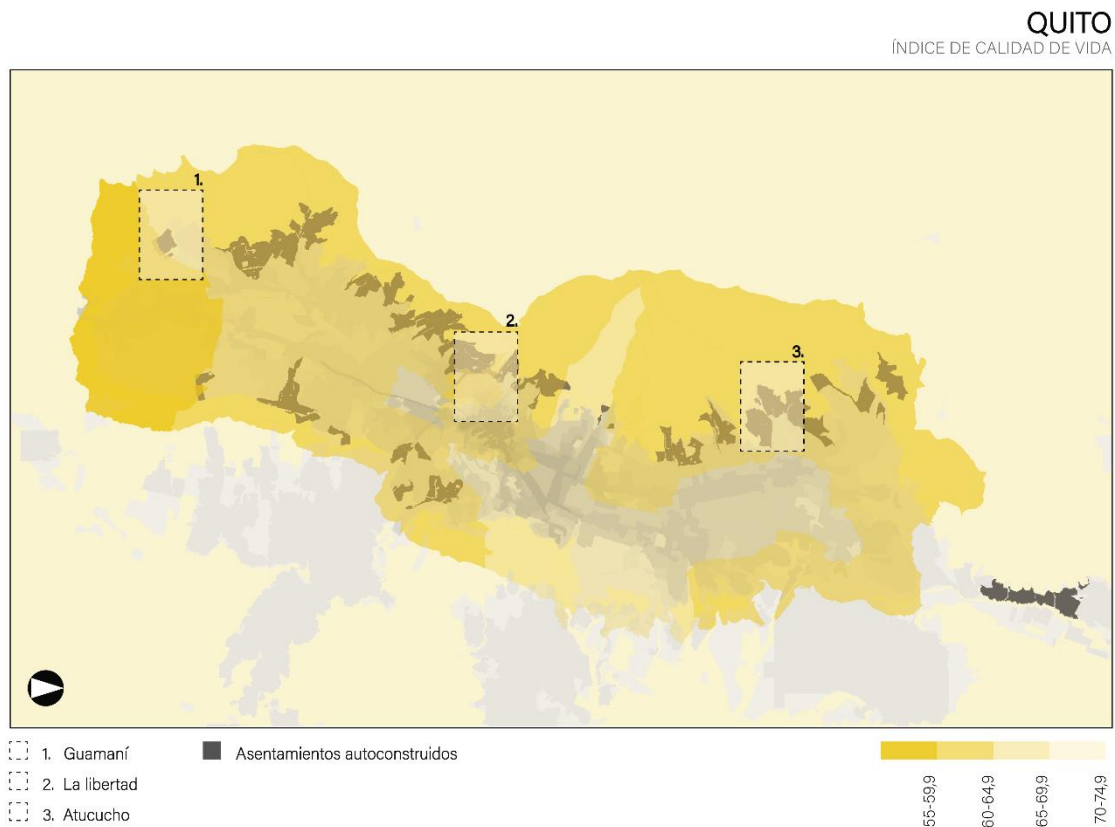 QUITO
ÍNDICE DE CALIDAD DE VIDA
1.
2.
3.
1. Guamaní
Asentamientos autoconstruidos
2. La libertad
3. Atucucho
55-59,9
60-64,9
65-69,9
70-74,9